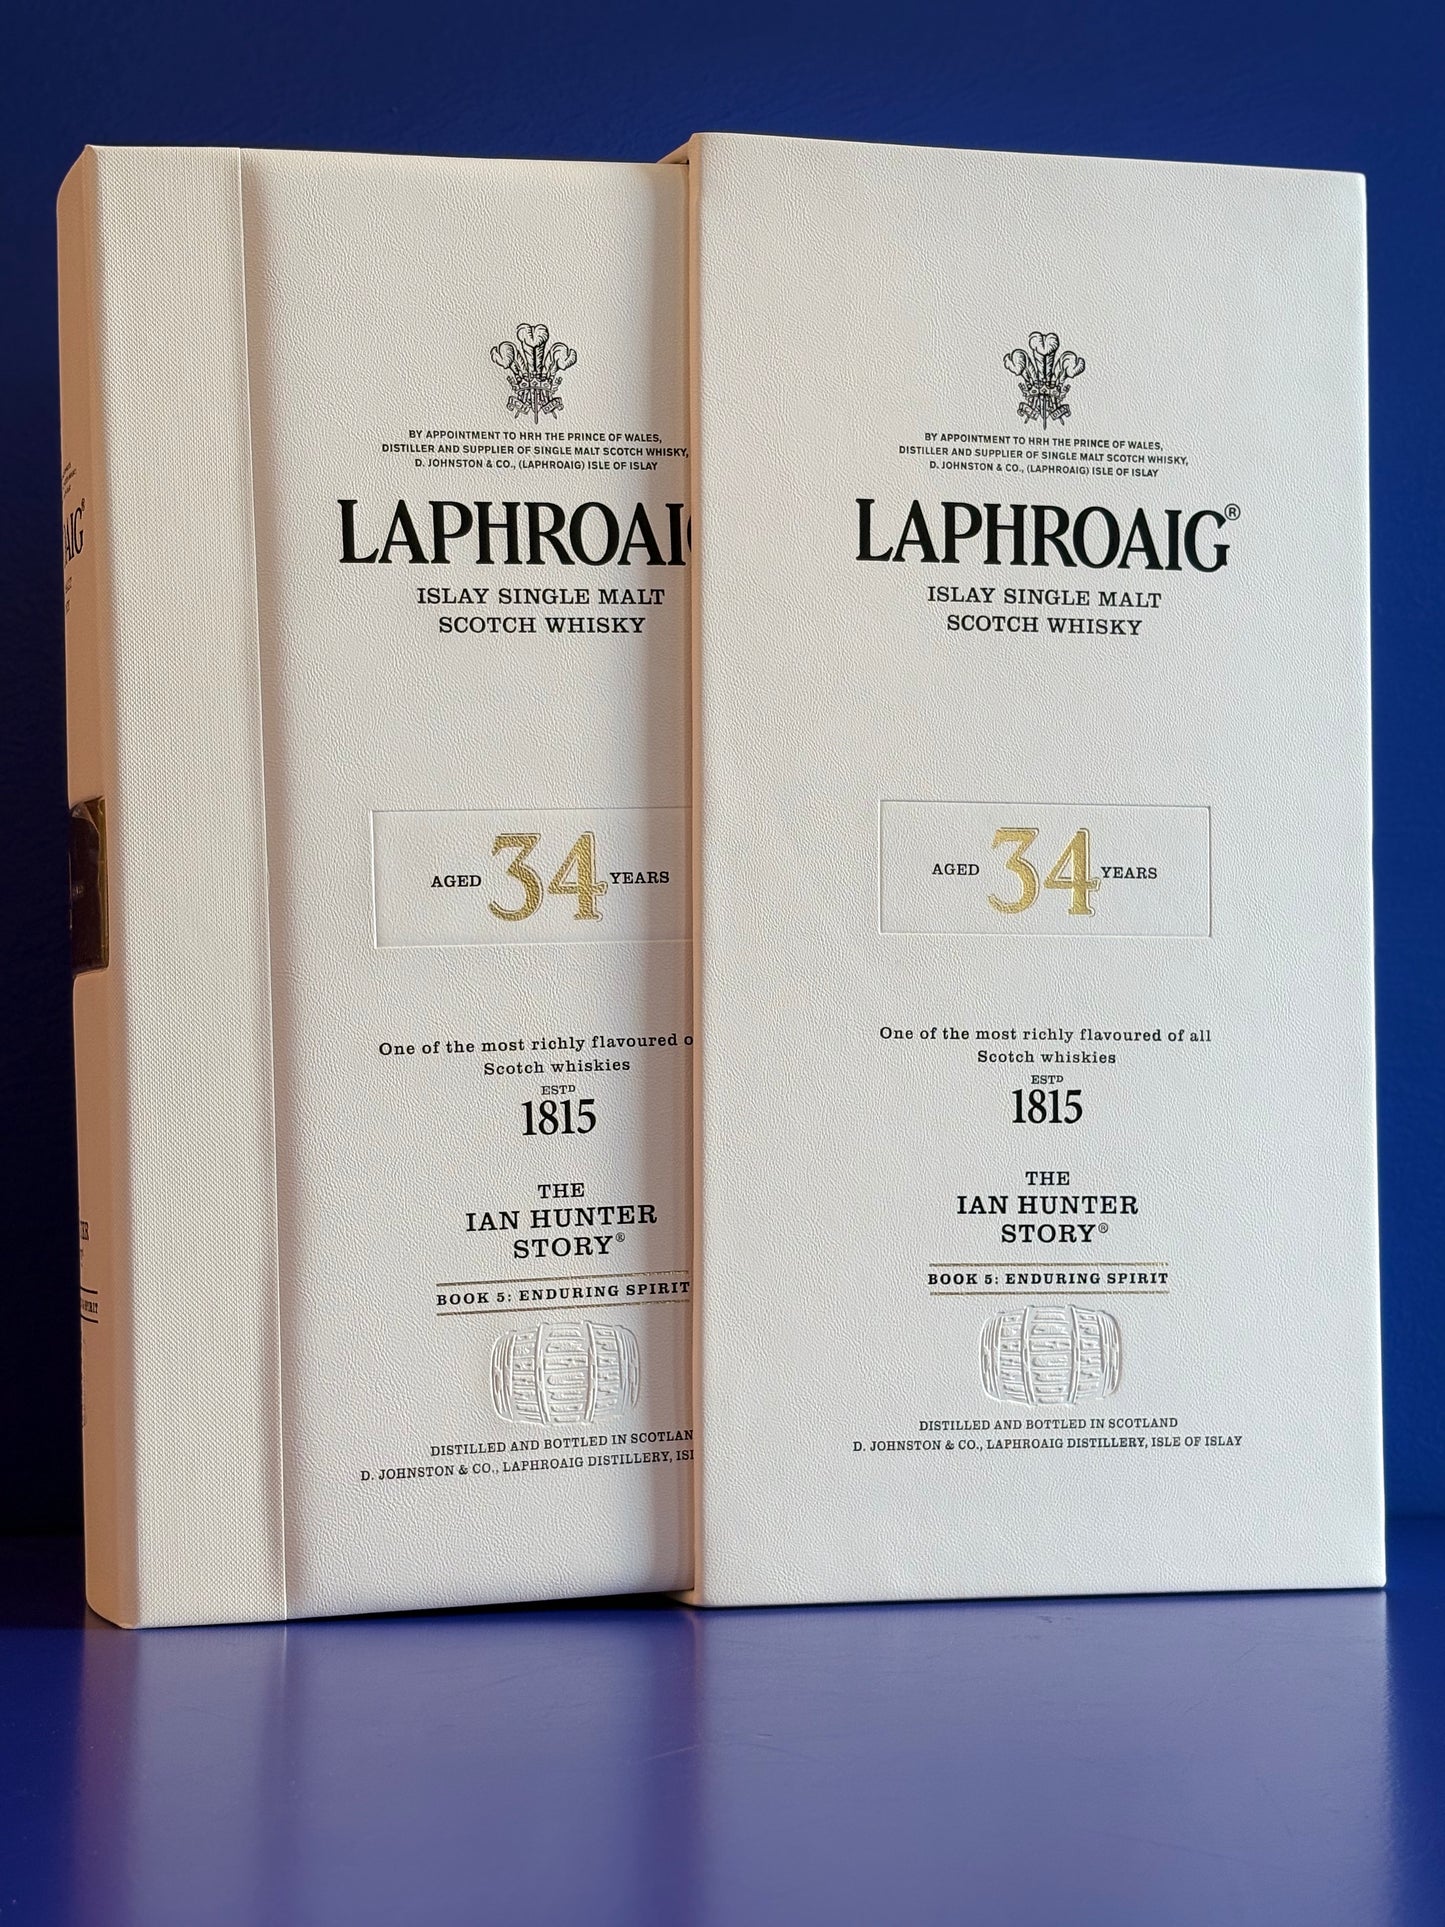 BY APPOINTMENT TO HRH THE PRINCE OF WALES,
DISTILLER AND SUPPLIER OF SINGLE MALT SCOTCH WHISKY,
D. JOHNSTON & CO., (LAPHROAIG) ISLE OF ISLAY
LAPHROAIG
ISLAY SINGLE MALT
SCOTCH WHISKY
AGED 34 YEARS
One of the most richly flavoured o
Scotch whiskies
ESTD
1815
THE
IAN HUNTER
STORY®
BOOK 5: ENDURING SPIRIT
DISTILLED AND BOTTLED IN SCOTLAN
D. JOHNSTON & CO., LAPHROAIG DISTILLERY, ISL
BY APPOINTMENT TO HRH THE PRINCE OF WALES,
DISTILLER AND SUPPLIER OF SINGLE MALT SCOTCH WHISKY,
D. JOHNSTON & CO., (LAPHROAIG) ISLE OF ISLAY
LAPHROAIG®
ISLAY SINGLE MALT
SCOTCH WHISKY
AGED 34 YEARS
One of the most richly flavoured of all
Scotch whiskies
ESTD
1815
THE
IAN HUNTER
STORY®
BOOK 5: ENDURING SPIRIT
DISTILLED AND BOTTLED IN SCOTLAND
D. JOHNSTON & CO., LAPHROAIG DISTILLERY, ISLE OF ISLAY